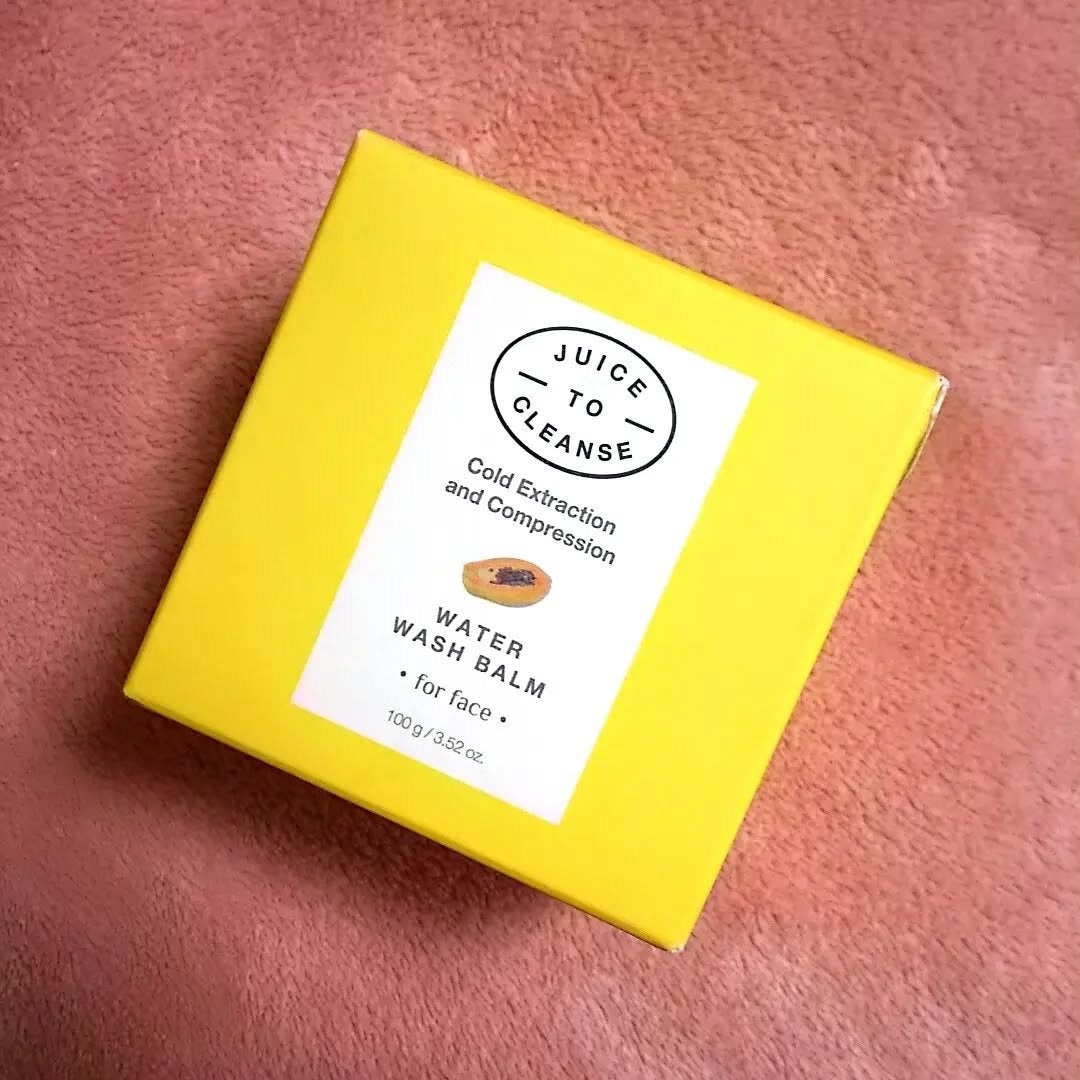 JUICE
TO
CLEANSE
Cold Extraction
and Compression
WATER
WASH BALM
• for face •
100 g / 3.52 oz.